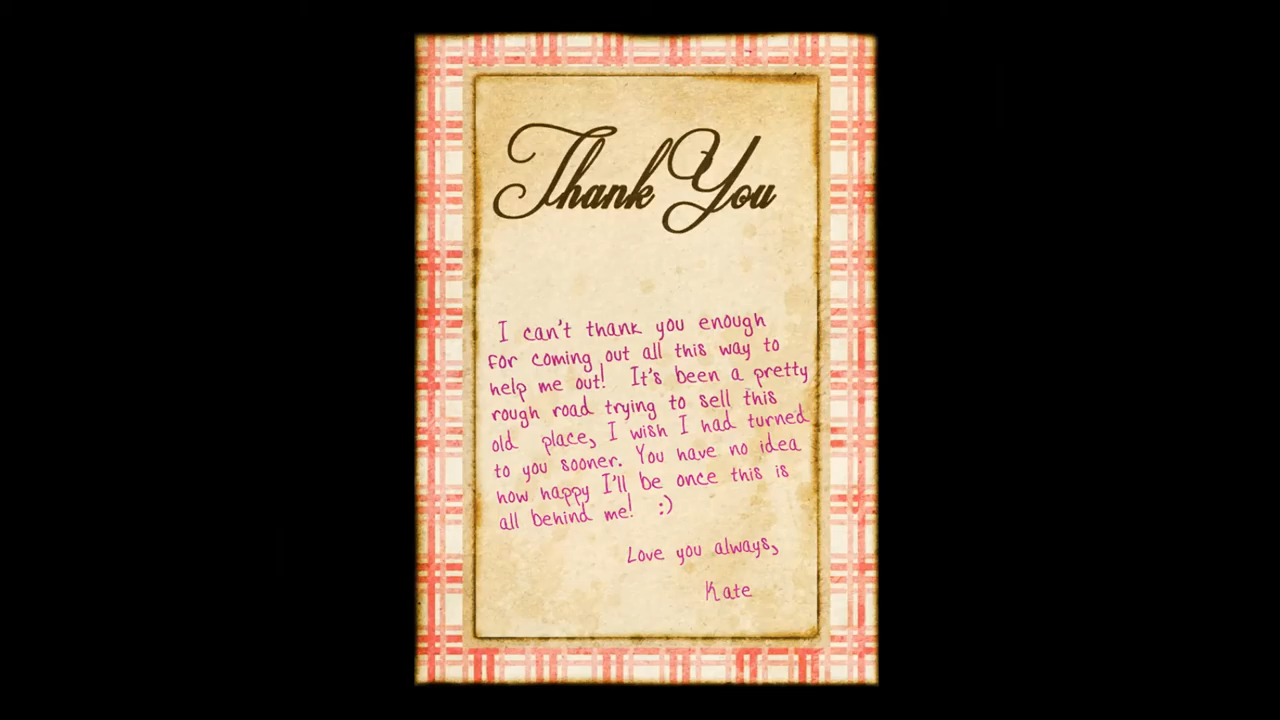 Thank You
I can't thank you enough
for coming out all this way to
help me out! It's been a pretty
rough road trying to sell this
old place, I wish I had turned
to you sooner. You have no idea
how happy I'll be once this is
all behind me! :)
Love you always,
Kate